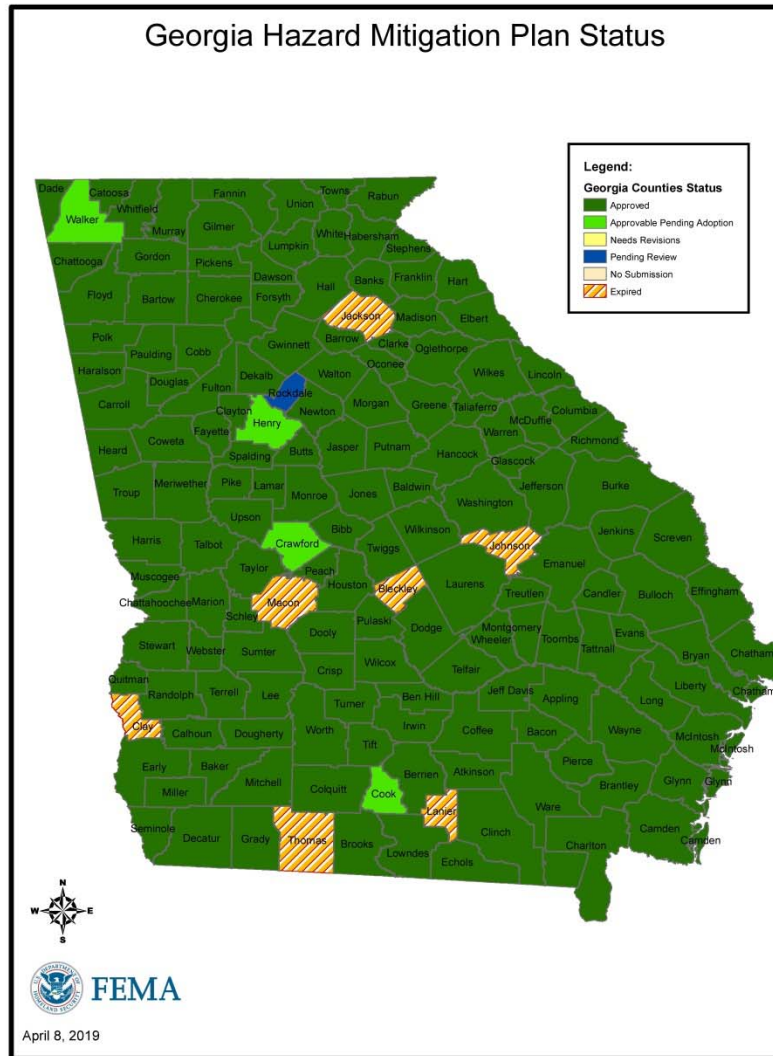 Georgia Hazard Mitigation Plan Status
Legend:
Georgia Counties Status
Approved
Approvable Pending Adoption
Needs Revisions
Pending Review
No Submission
Expired
Dade
Catoosa
Fannin
Towns
Rabun
Union
Walker
Whitfield
Murray
Gilmer
White
Habersham
Lumpkin
Stephens
Chattooga
Gordon
Pickens
Dawson
Hall
Banks
Franklin
Hart
Floyd
Bartow
Cherokee
Forsyth
Jackson
Madison
Elbert
Polk
Paulding
Cobb
Gwinnett
Barrow
Clarke
Oglethorpe
Haralson
Douglas
Fulton
Dekalb
Walton
Oconee
Wilkes
Lincoln
Carroll
Rockdale
Clayton
Newton
Morgan
Greene
Taliaferro
McDuffie
Columbia
Henry
Fayette
Warren
Richmond
Heard
Coweta
Spalding
Butts
Jasper
Putnam
Hancock
Glascock
Troup
Meriwether
Pike
Lamar
Monroe
Jones
Baldwin
Washington
Jefferson
Burke
Upson
Harris
Talbot
Crawford
Bibb
Twiggs
Wilkinson
Johnson
Jenkins
Screven
Emanuel
Taylor
Peach
Houston
Bleckley
Laurens
Treutlen
Candler
Bulloch
Effingham
Muscogee
Chattahoochee
Marion
Schley
Macon
Dooly
Pulaski
Dodge
Montgomery
Wheeler
Toombs
Tattnall
Evans
Bryan
Chatham
Stewart
Webster
Sumter
Crisp
Wilcox
Telfair
Quitman
Randolph
Terrell
Lee
Turner
Ben Hill
Jeff Davis
Appling
Long
Liberty
Chatham
Clay
Calhoun
Dougherty
Worth
Tift
Irwin
Coffee
Bacon
Wayne
McIntosh
McIntosh
Early
Baker
Mitchell
Colquitt
Cook
Berrien
Atkinson
Pierce
Brantley
Glynn
Glynn
Miller
Lanier
Ware
Seminole
Decatur
Grady
Thomas
Brooks
Lowndes
Echols
Clinch
Charlton
Camden
Camden
N
W
E
S
FEMA
April 8, 2019